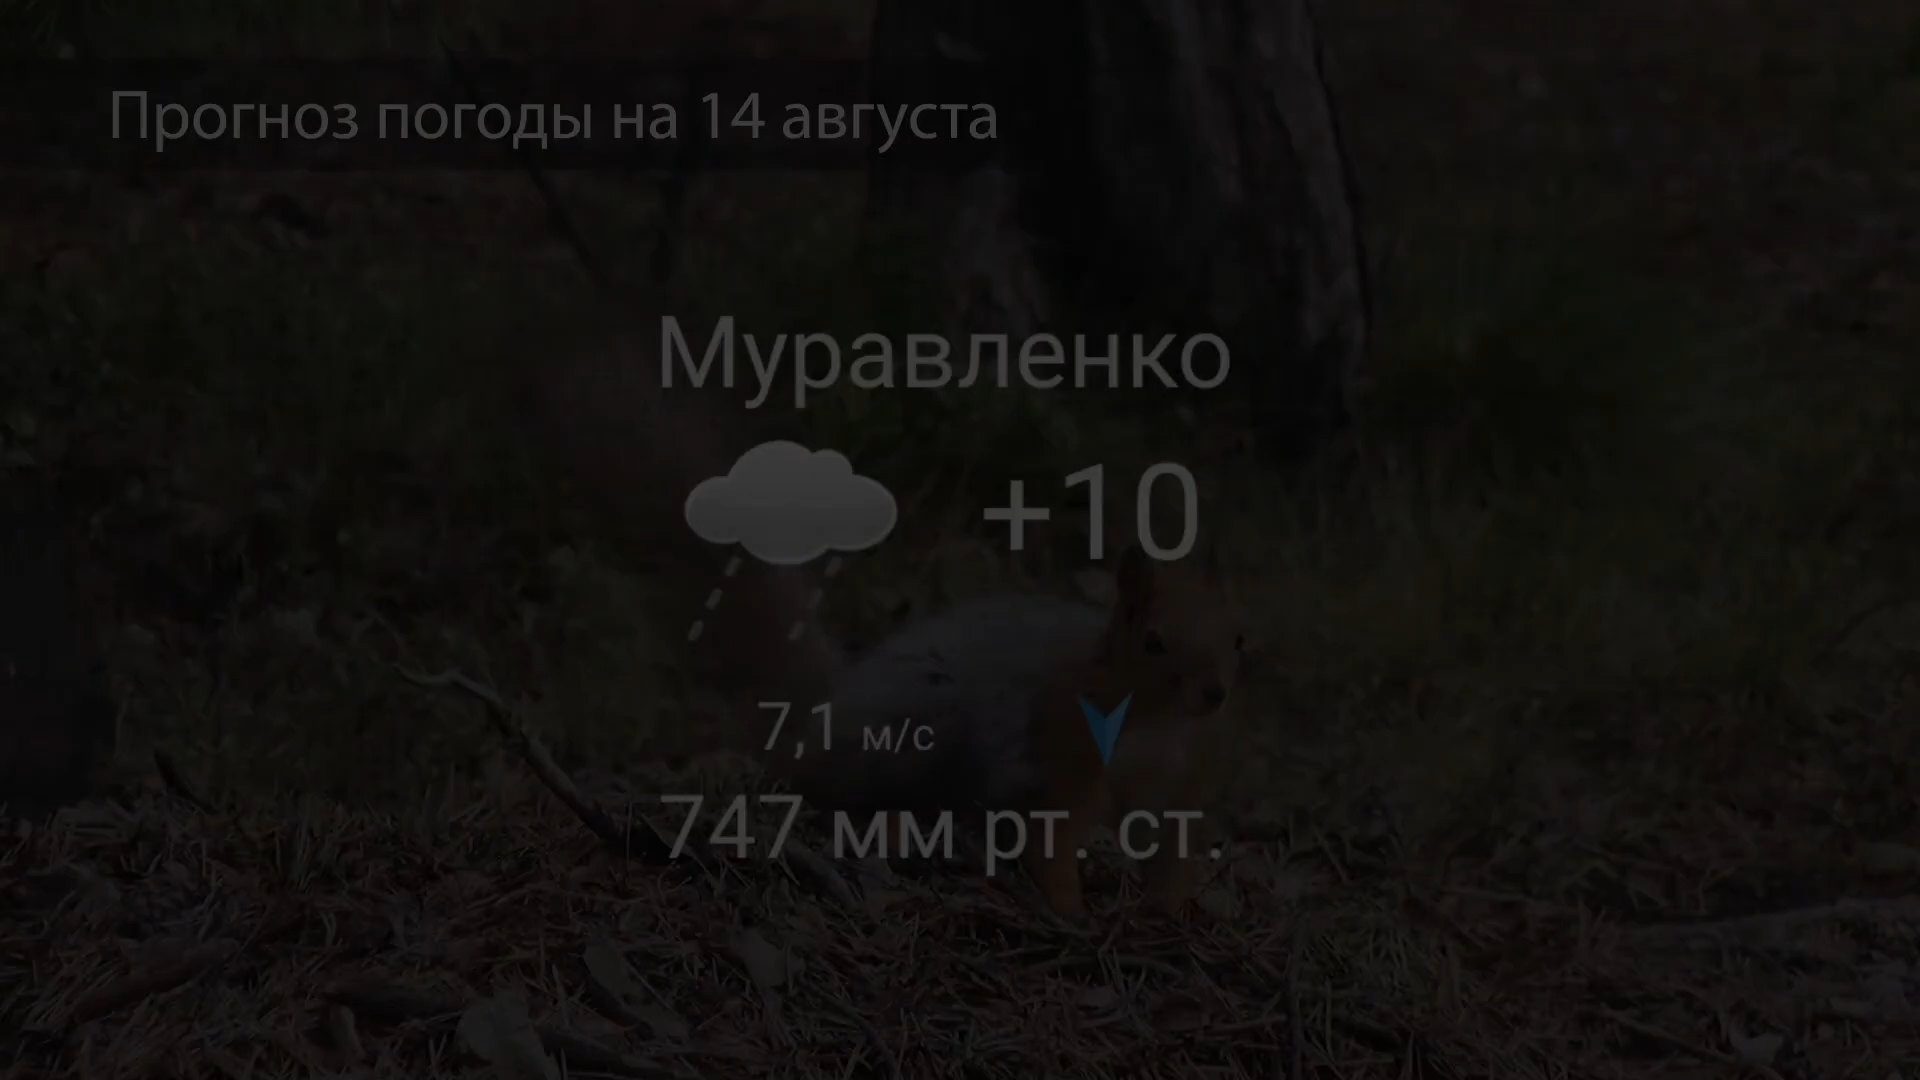 Прогноз погоды на 14 августа
Муравленко
+10
7,1 м/с
747 мм рт. ст.